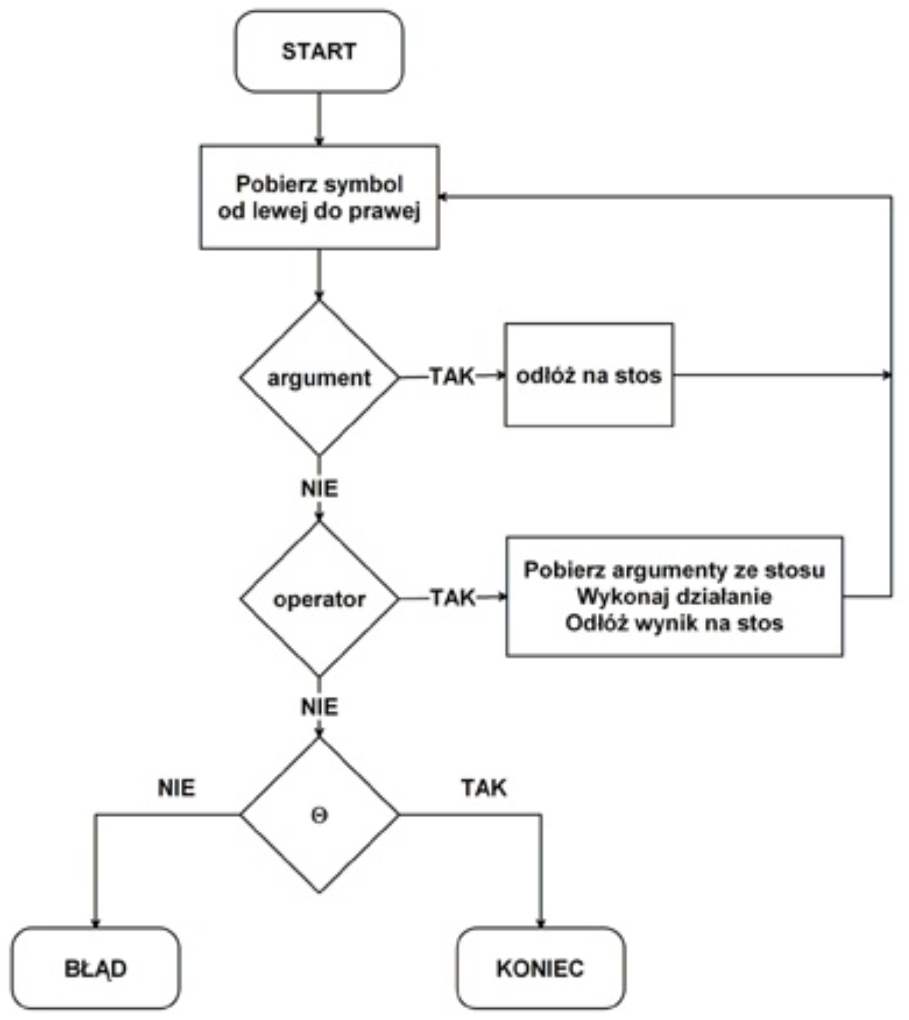 START
Pobierz symbol
od lewej do prawej
argument
TAK
odłóż na stos
NIE
operator
TAK
Pobierz argumenty ze stosu
Wykonaj działanie
Odłóż wynik na stos
NIE
NIE
Θ
TAK
BŁĄD
KONIEC